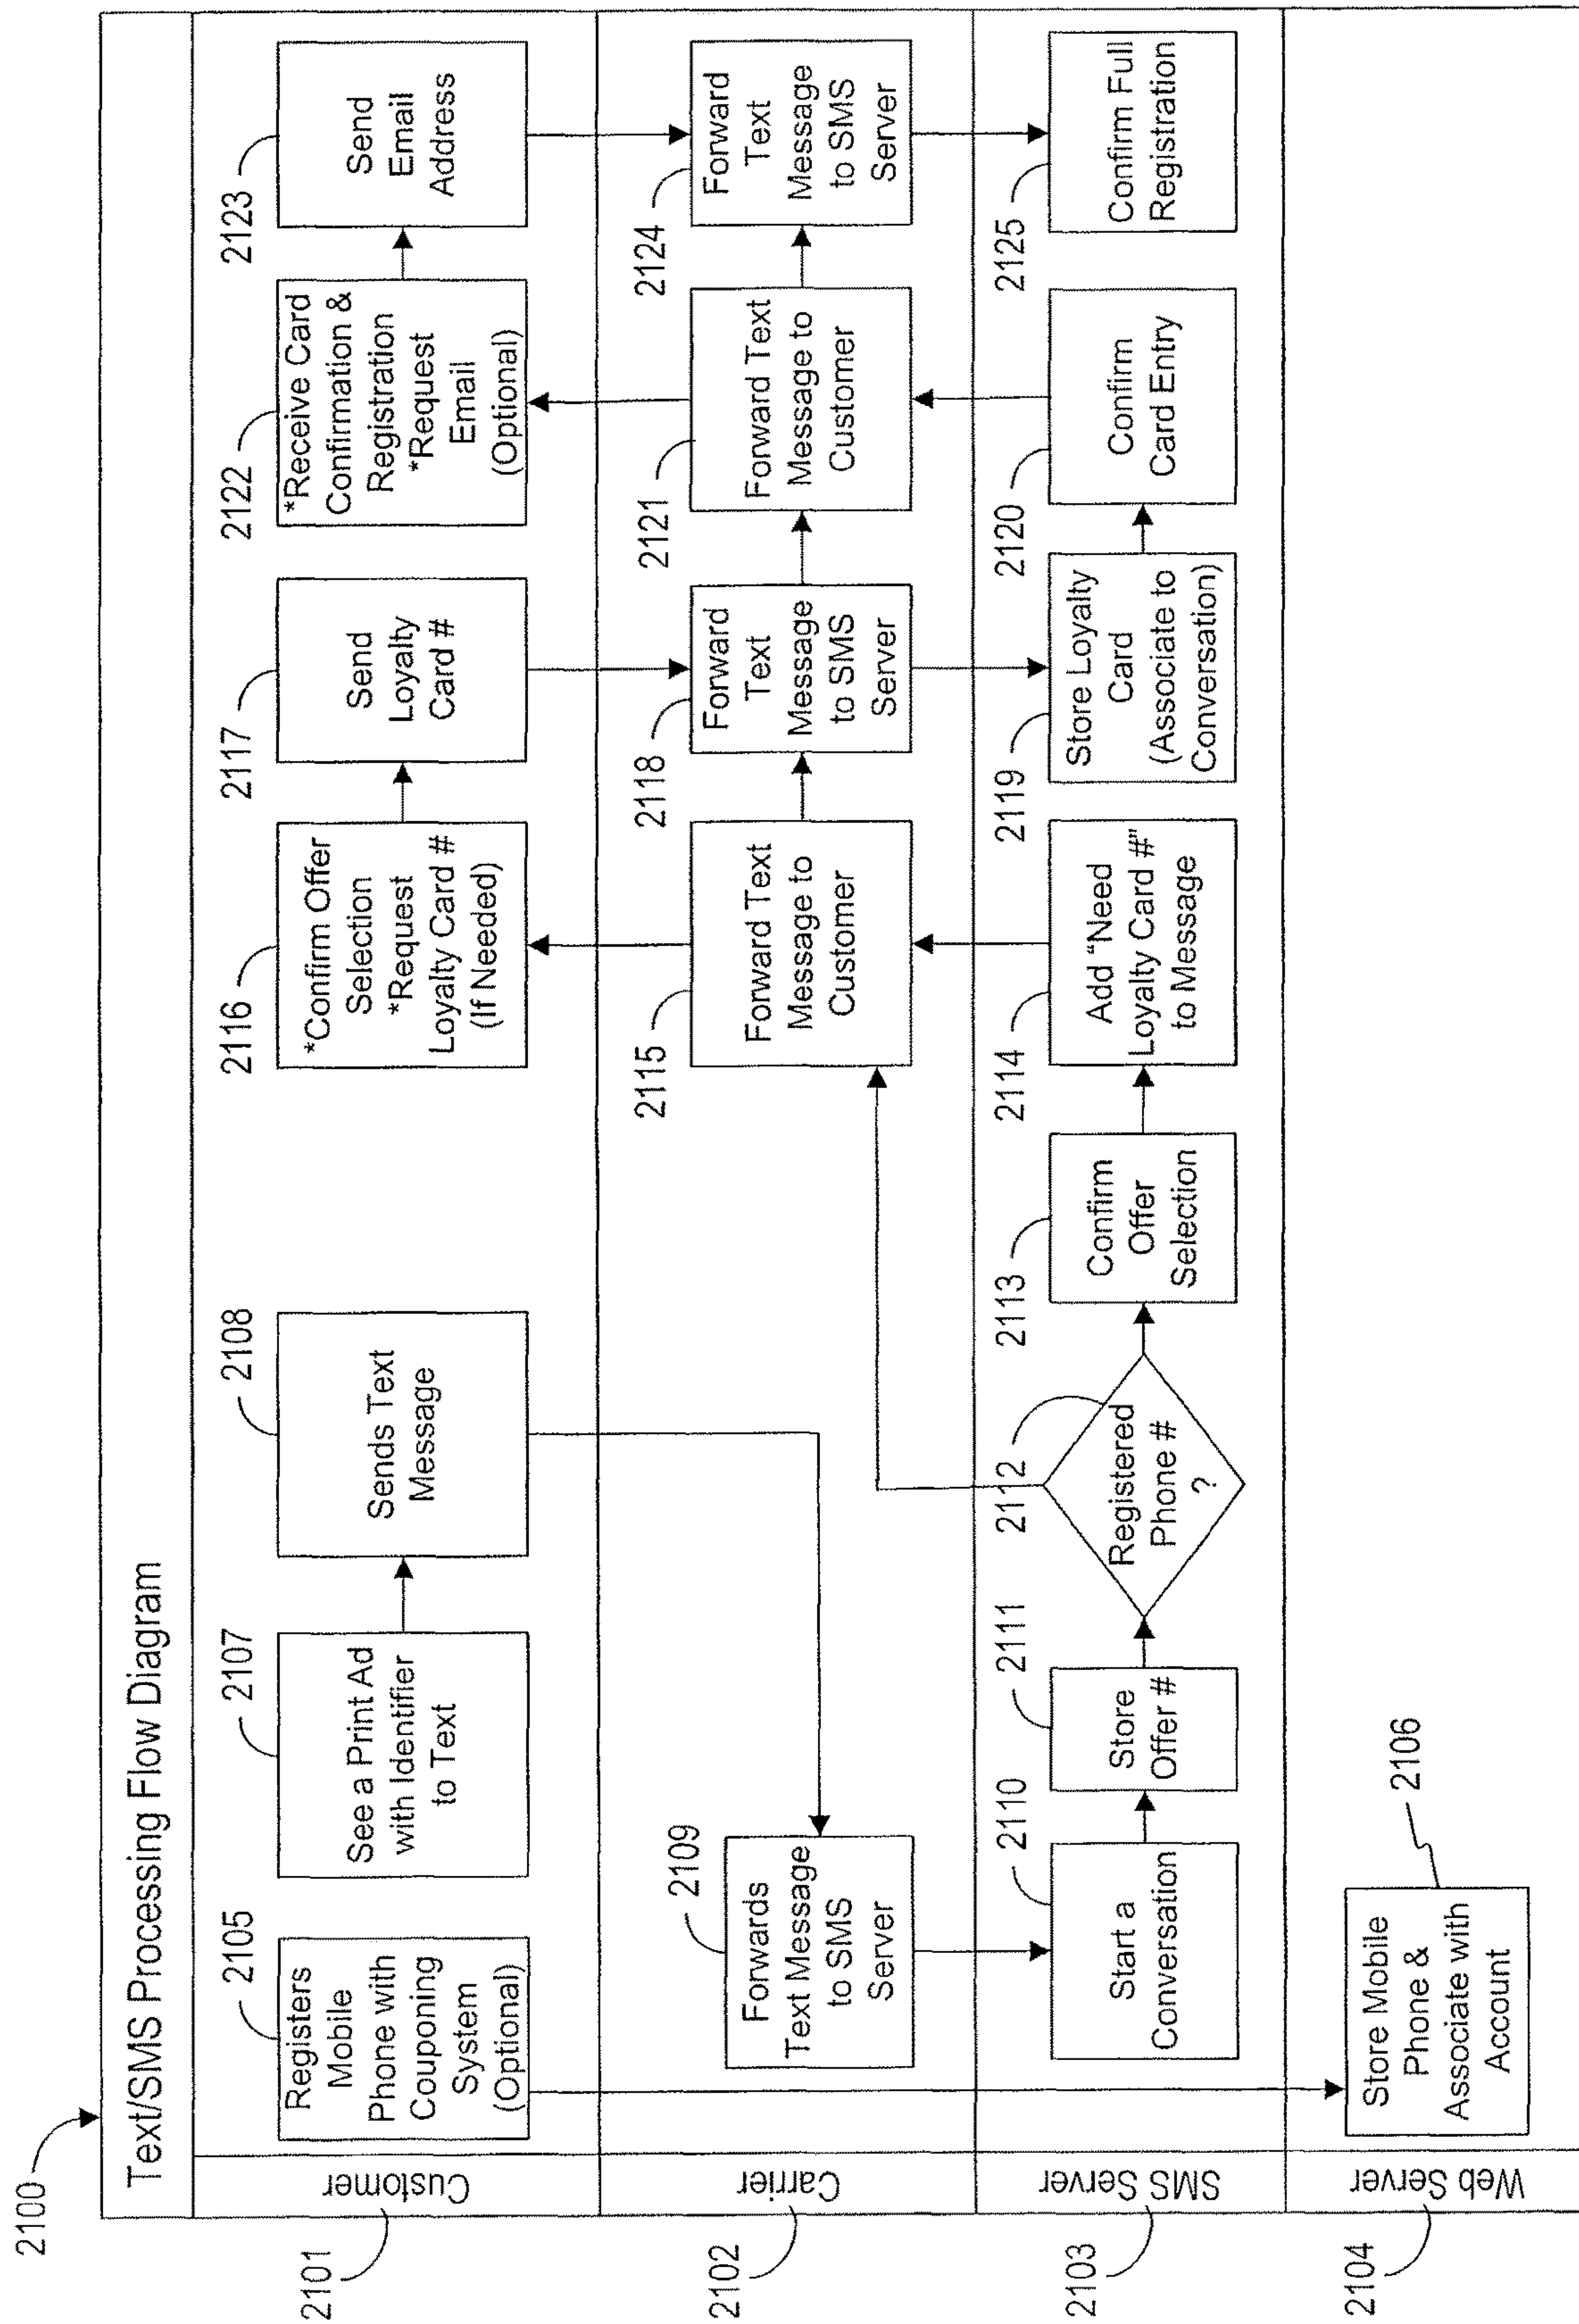 2100
Text/SMS Processing Flow Diagram
2101
Customer
2105
Registers
Mobile
Phone with
Couponing
System
(Optional)
2107
See a Print Ad
with Identifier
to Text
2108
Sends Text
Message
2116
*Confirm Offer
Selection
*Request
Loyalty Card #
(If Needed)
2117
Send
Loyalty
Card #
2122
*Receive Card
Confirmation &
Registration
*Request
Email
(Optional)
2123
Send
Email
Address
2102
Carrier
2109
Forwards
Text Message
to SMS
Server
2115
Forward Text
Message to
Customer
2118
Forward
Text
Message
to SMS
Server
2121
Forward Text
Message to
Customer
2124
Forward
Text
Message
to SMS
Server
2103
SMS Server
2110
Start a
Conversation
2111
Store
Offer #
2112
Registered
Phone #
?
2113
Confirm
Offer
Selection
2114
Add "Need
Loyalty Card #"
to Message
2119
Store Loyalty
Card
(Associate to
Conversation)
2120
Confirm
Card Entry
2125
Confirm Full
Registration
2104
Web Server
2106
Store Mobile
Phone &
Associate with
Account